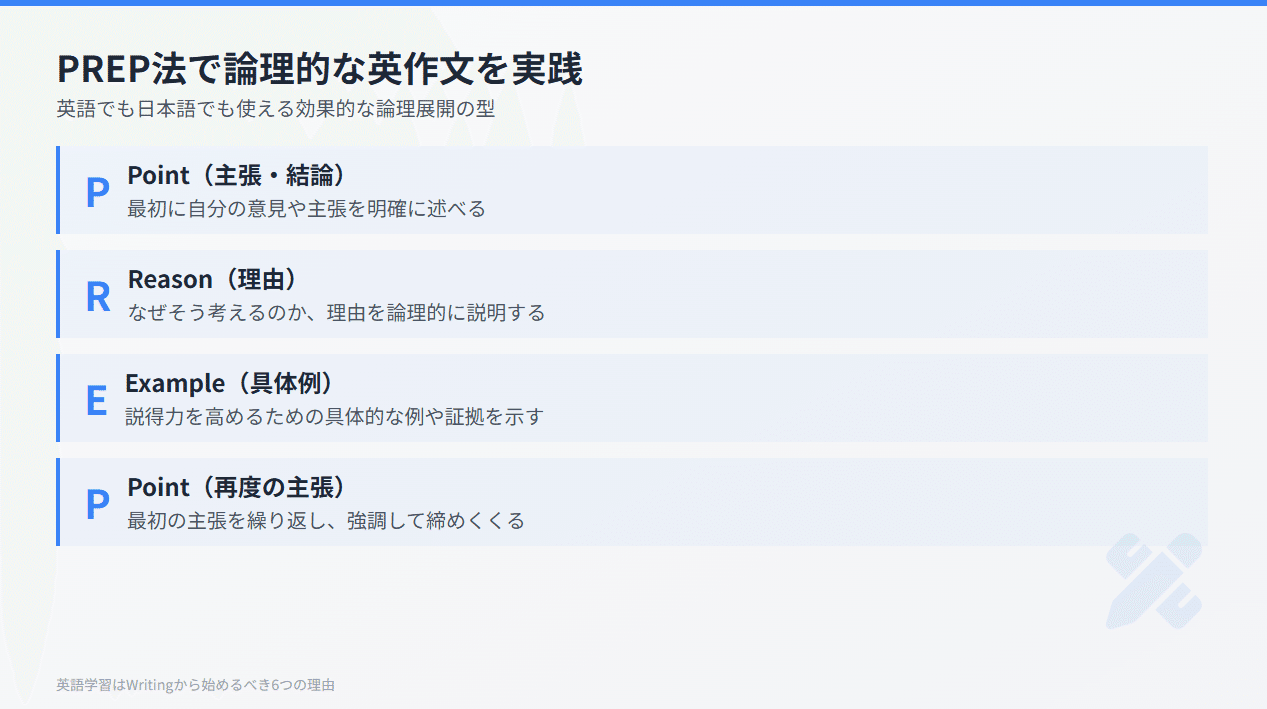 PREP法で論理的な英作文を実践
英語でも日本語でも使える効果的な論理展開の型
P
Point（主張・結論）
最初に自分の意見や主張を明確に述べる
R
Reason（理由）
なぜそう考えるのか、理由を論理的に説明する
E
Example（具体例）
説得力を高めるための具体的な例や証拠を示す
P
Point（再度の主張）
最初の主張を繰り返し、強調して締めくくる
英語学習はWritingから始めるべき6つの理由